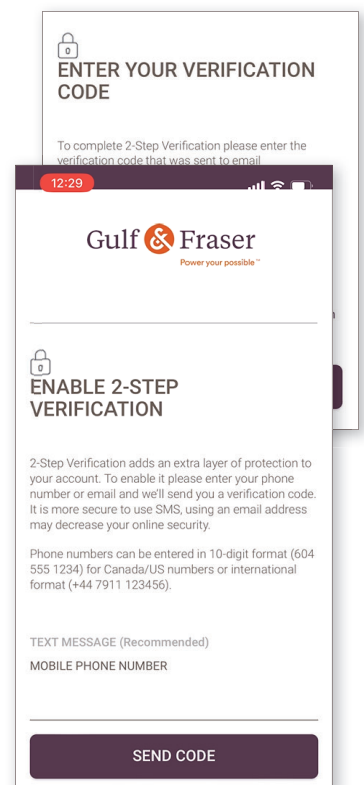 ENTER YOUR VERIFICATION
CODE
To complete 2-Step Verification please enter the
verification code that was sent to email
12:29
Gulf & Fraser
Power your possible™
ENABLE 2-STEP
VERIFICATION
2-Step Verification adds an extra layer of protection to
your account. To enable it please enter your phone
number or email and we'll send you a verification code.
It is more secure to use SMS, using an email address
may decrease your online security.
Phone numbers can be entered in 10-digit format (604
555 1234) for Canada/US numbers or international
format (+44 7911 123456).
TEXT MESSAGE (Recommended)
MOBILE PHONE NUMBER
SEND CODE